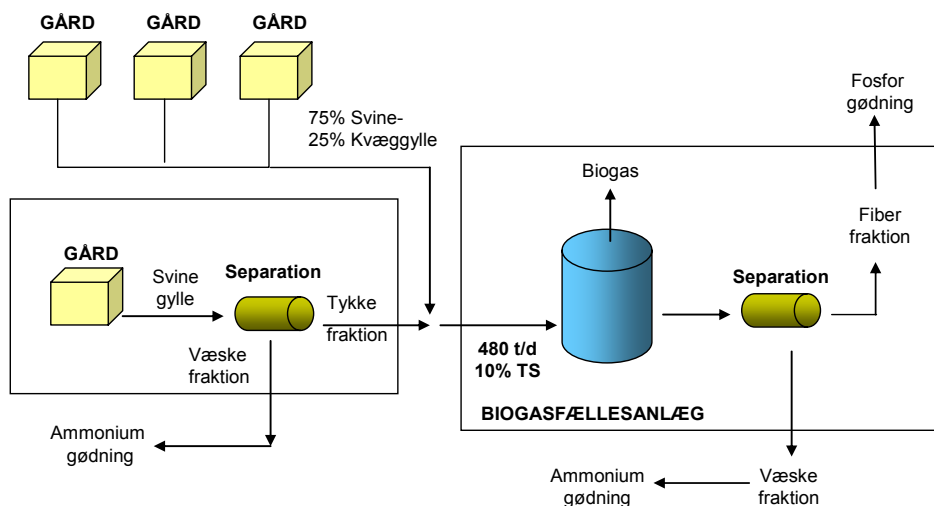 GÅRD
GÅRD
GÅRD
75% Svine-
25% Kvæggylle
Fosfor
gødning
Biogas
Fiber
fraktion
GÅRD
Svine
gylle
Separation
Tykke
fraktion
Væske
fraktion
Separation
480 t/d
10% TS
BIOGASFÆLLESANLÆG
Ammonium
gødning
Ammonium
gødning
Væske
fraktion